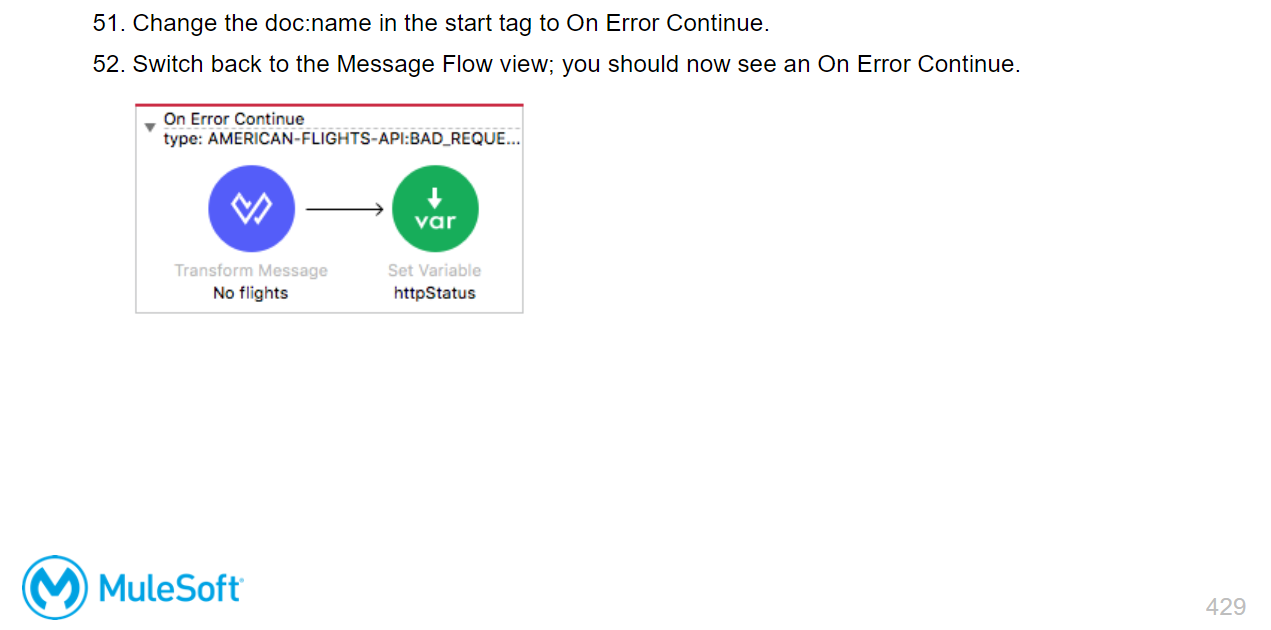 51. Change the doc:name in the start tag to On Error Continue.
52. Switch back to the Message Flow view; you should now see an On Error Continue.
On Error Continue
type: AMERICAN-FLIGHTS-API:BAD_REQUE...
var
Transform Message
No flights
Set Variable
httpStatus
MuleSoft
429